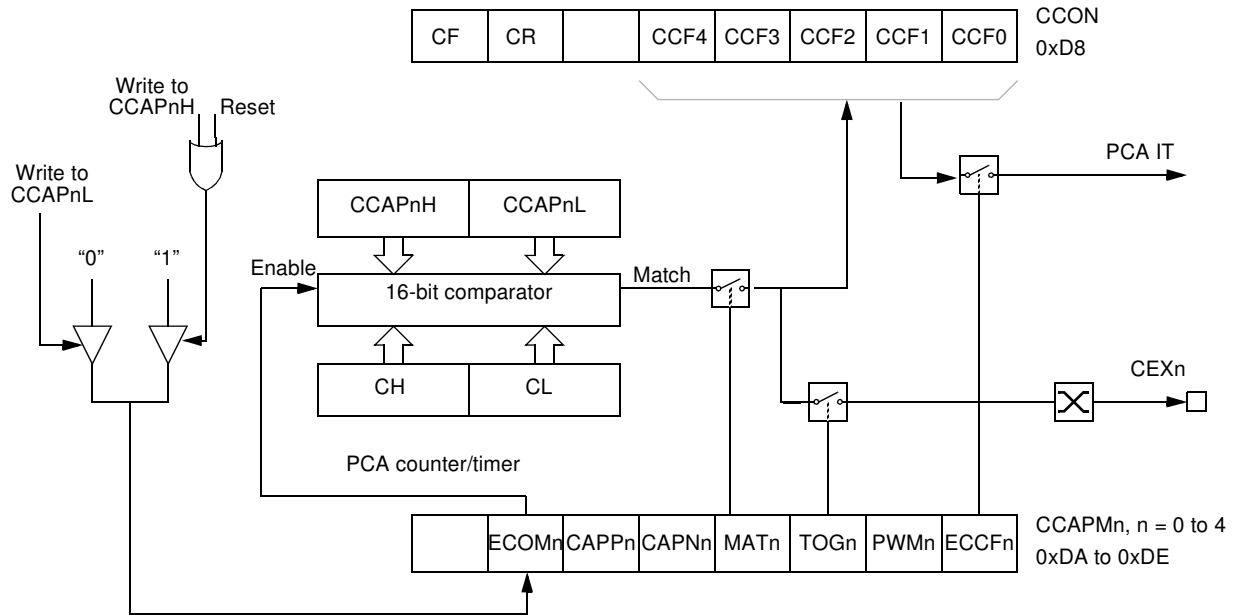 CF CR CCF4 CCF3 CCF2 CCF1 CCF0
CCON
0xD8
Write to
CCAPnH Reset
Write to
CCAPnL
“0” “1”
PCA IT
CCAPnH CCAPnL
Enable
16-bit comparator
Match
CH CL
CEXn
PCA counter/timer
ECOMn CAPPn CAPNn MATn TOGn PWMn ECCFn
CCAPMn, n = 0 to 4
0xDA to 0xDE